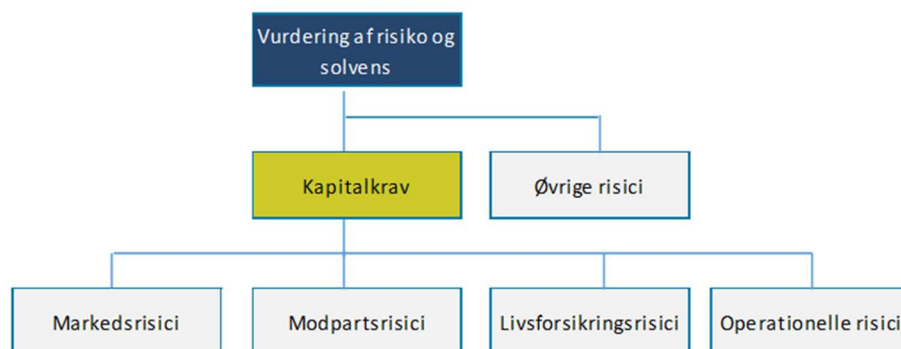 Vurdering af risiko og
solvens
Kapitalkrav
Øvrige risici
Markedsrisici
Modpartsrisici
Livsforsikringsrisici
Operationelle risici